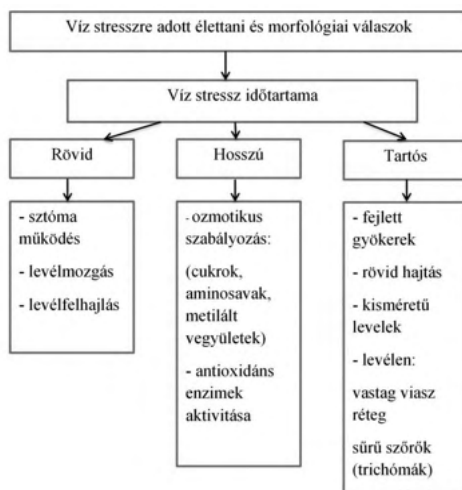 Víz stresszre adott élettani és morfológiai válaszok
Víz stressz időtartama
Rövid
Hosszú
Tartós
- sztóma
működés
- levélmozgás
- levélfelhajlás
- ozmotikus
szabályozás:
(cukrok,
aminosavak,
metilált
vegyületek)
- antioxidáns
enzimek
aktivitása
- fejlett
gyökerek
- rövid hajtás
- kisméretű
levelek
- levélen:
vastag viasz
réteg
sűrű szőrök
(trichómák)